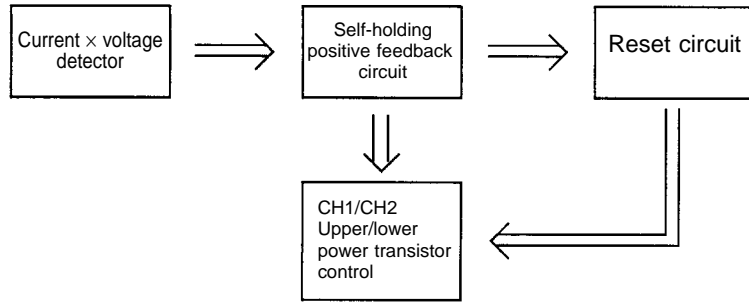 Current × voltage
detector
Self-holding
positive feedback
circuit
Reset circuit
CH1/CH2
Upper/lower
power transistor
control